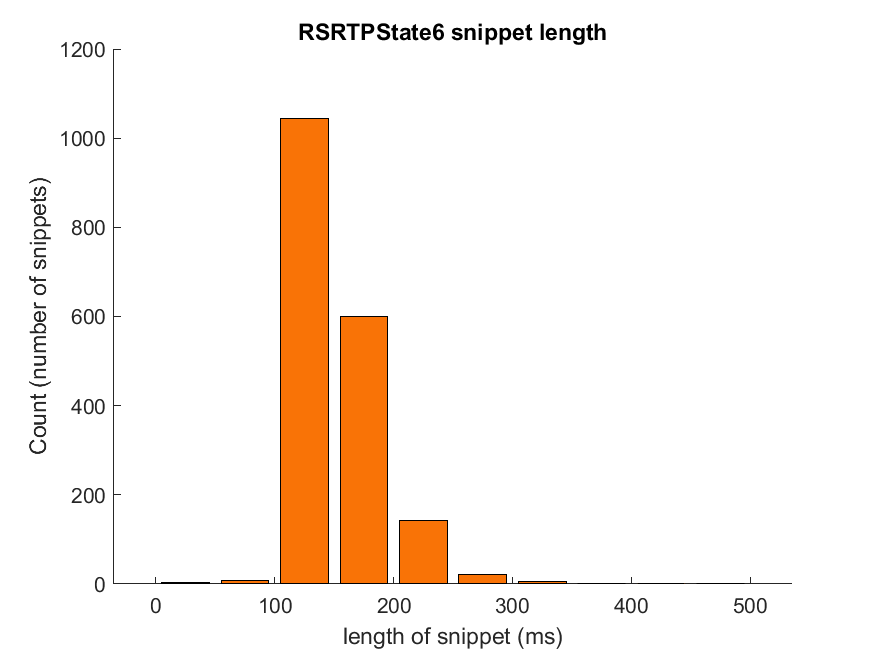 RSRTPState6 snippet length
1200
1000
800
600
400
200
0
Count (number of snippets)
0 100 200 300 400 500
length of snippet (ms)